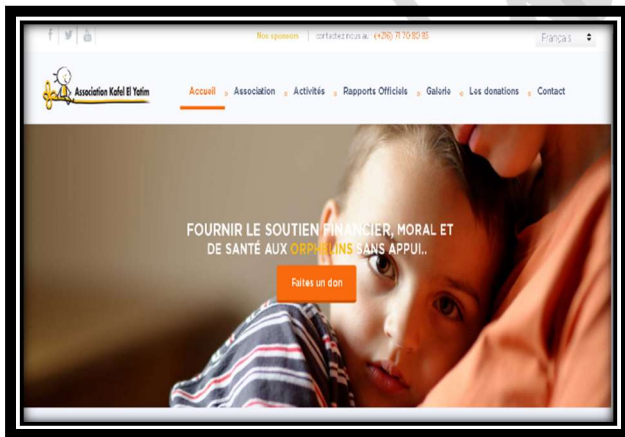 Nos sponsors | contactez nous au (+216) 71 70 80 85
Français
Association Kafel El Yatim
Accueil » Association » Activités » Rapports Officiels » Galerie » Les donations » Contact
FOURNIR LE SOUTIEN FINANCIER, MORAL ET
DE SANTÉ AUX ORPHELINS SANS APPUI..
Faites un don